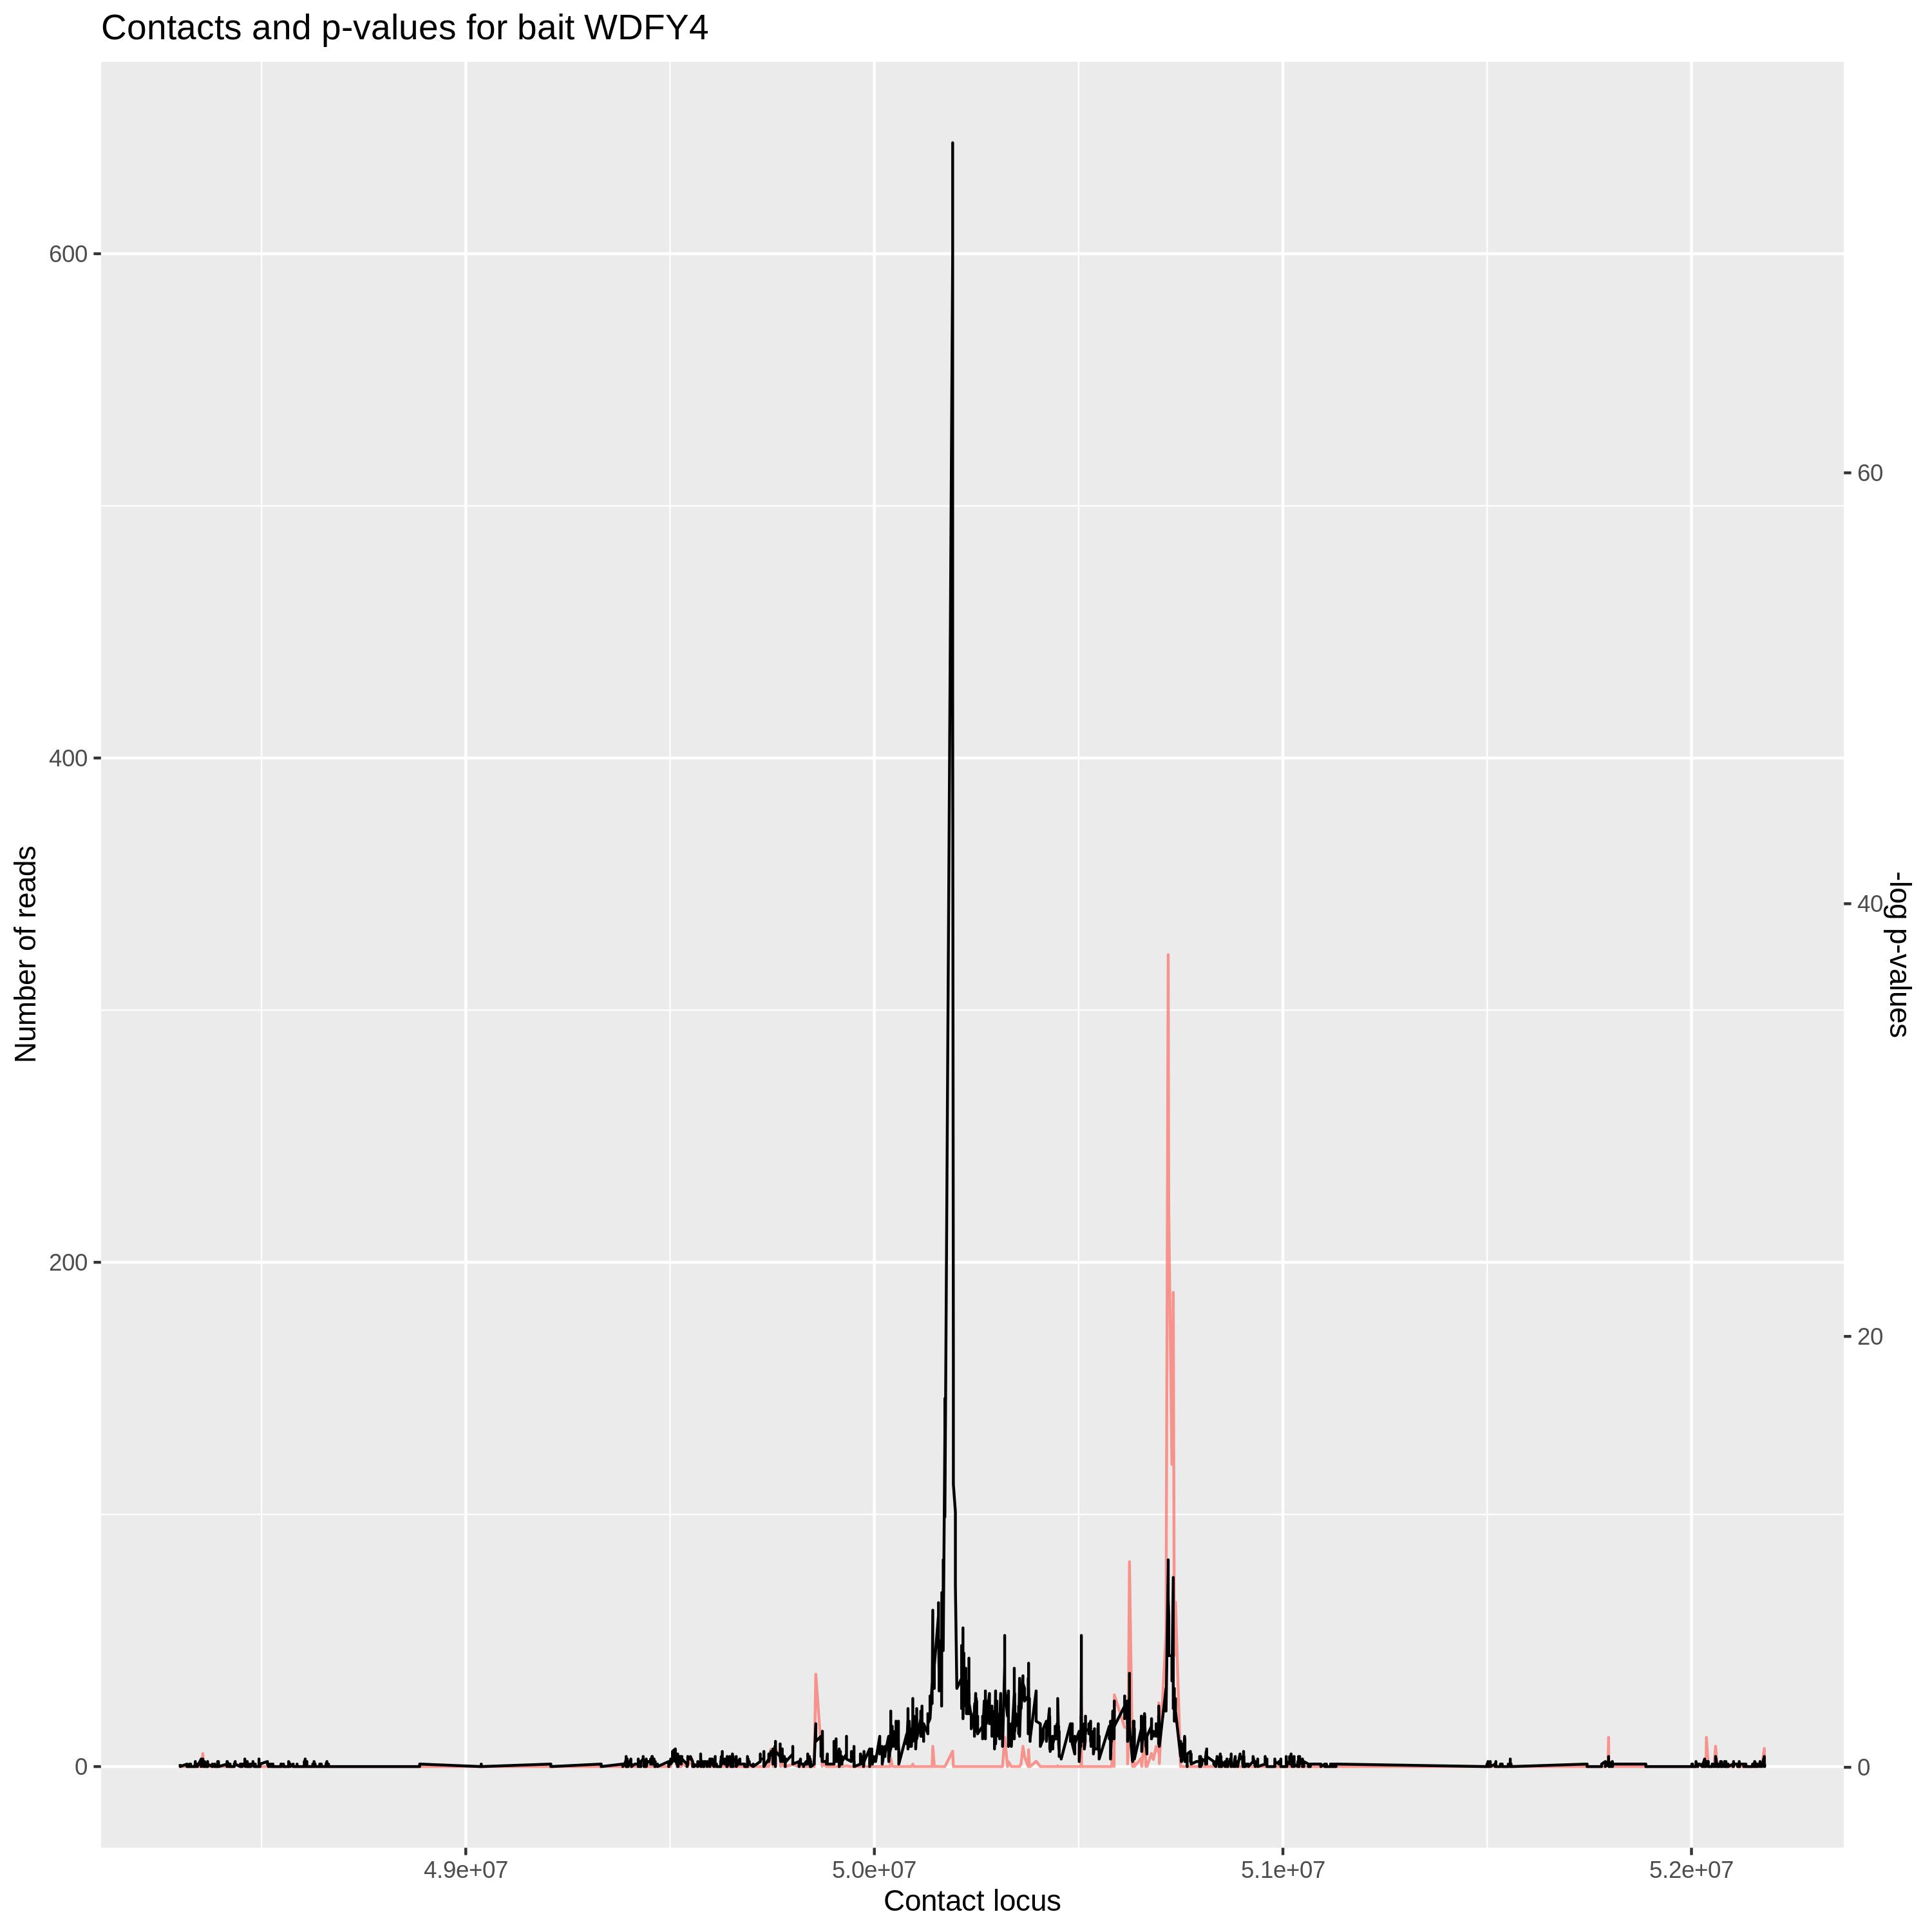 Contacts and p-values for bait WDFY4
600
400
200
0
Number of reads
60
40
20
0
-log p-values
4.9e+07
5.0e+07
5.1e+07
5.2e+07
Contact locus